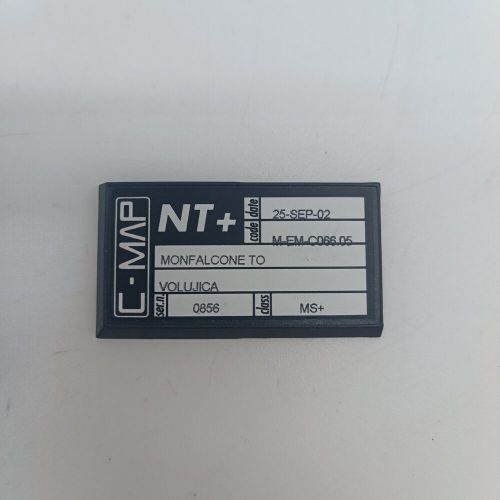 C-MAP
NT+
date 25-SEP-02
code M-EM-C066.05
MONFALCONE TO
VOLUJICA
ser.n. 0856 class MS+